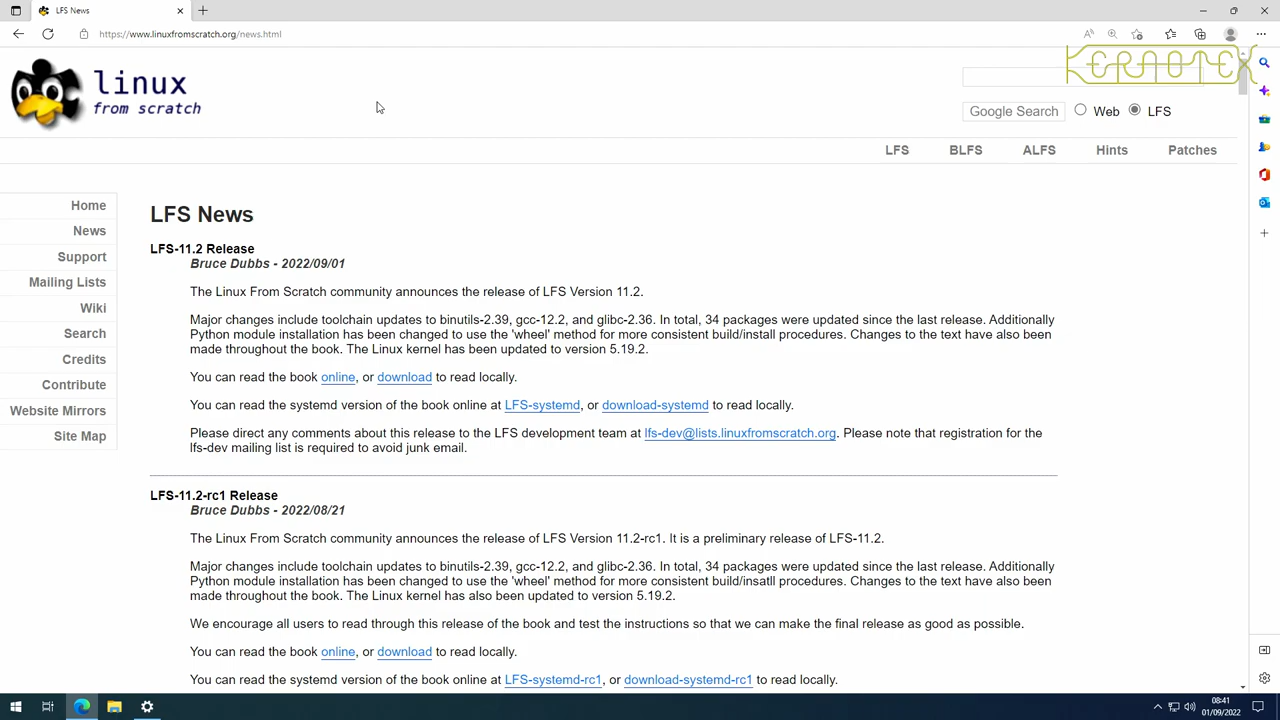 LFS News
https://www.linuxfromscratch.org/news.html
KERNOTEX
linux
from scratch
Google Search Web LFS
LFS BLFS ALFS Hints Patches
Home
News
Support
Mailing Lists
Wiki
Search
Credits
Contribute
Website Mirrors
Site Map
LFS News
LFS-11.2 Release
Bruce Dubbs - 2022/09/01
The Linux From Scratch community announces the release of LFS Version 11.2.
Major changes include toolchain updates to binutils-2.39, gcc-12.2, and glibc-2.36. In total, 34 packages were updated since the last release. Additionally
Python module installation has been changed to use the 'wheel' method for more consistent build/install procedures. Changes to the text have also been
made throughout the book. The Linux kernel has been updated to version 5.19.2.
You can read the book online, or download to read locally.
You can read the systemd version of the book online at LFS-systemd, or download-systemd to read locally.
Please direct any comments about this release to the LFS development team at lfs-dev@lists.linuxfromscratch.org. Please note that registration for the
lfs-dev mailing list is required to avoid junk email.
LFS-11.2-rc1 Release
Bruce Dubbs - 2022/08/21
The Linux From Scratch community announces the release of LFS Version 11.2-rc1. It is a preliminary release of LFS-11.2.
Major changes include toolchain updates to binutils-2.39, gcc-12.2, and glibc-2.36. In total, 34 packages were updated since the last release. Additionally
Python module installation has been changed to use the 'wheel' method for more consistent build/insatll procedures. Changes to the text have also been
made throughout the book. The Linux kernel has also been updated to version 5.19.2.
We encourage all users to read through this release of the book and test the instructions so that we can make the final release as good as possible.
You can read the book online, or download to read locally.
You can read the systemd version of the book online at LFS-systemd-rc1, or download-systemd-rc1 to read locally.
08:41
01/09/2022